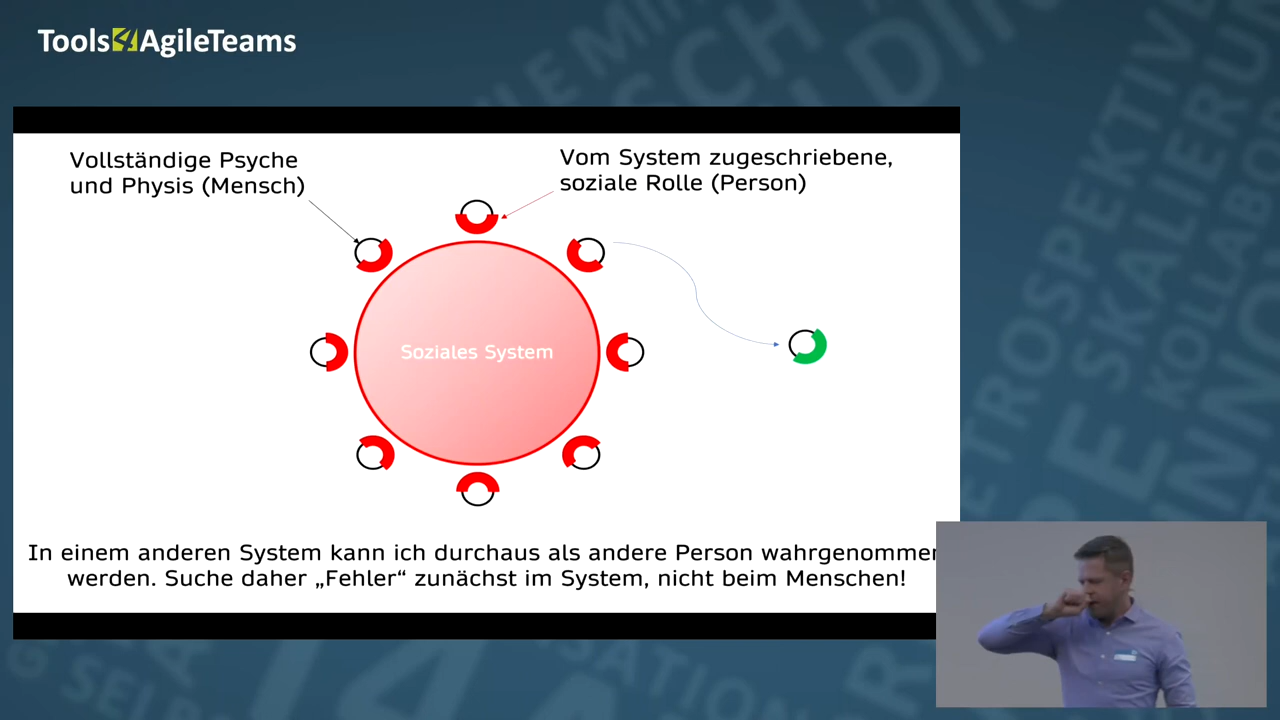 Tools4AgileTeams
Vollständige Psyche
und Physis (Mensch)
Vom System zugeschriebene,
soziale Rolle (Person)
Soziales System
In einem anderen System kann ich durchaus als andere Person wahrgenommen
werden. Suche daher „Fehler“ zunächst im System, nicht beim Menschen!